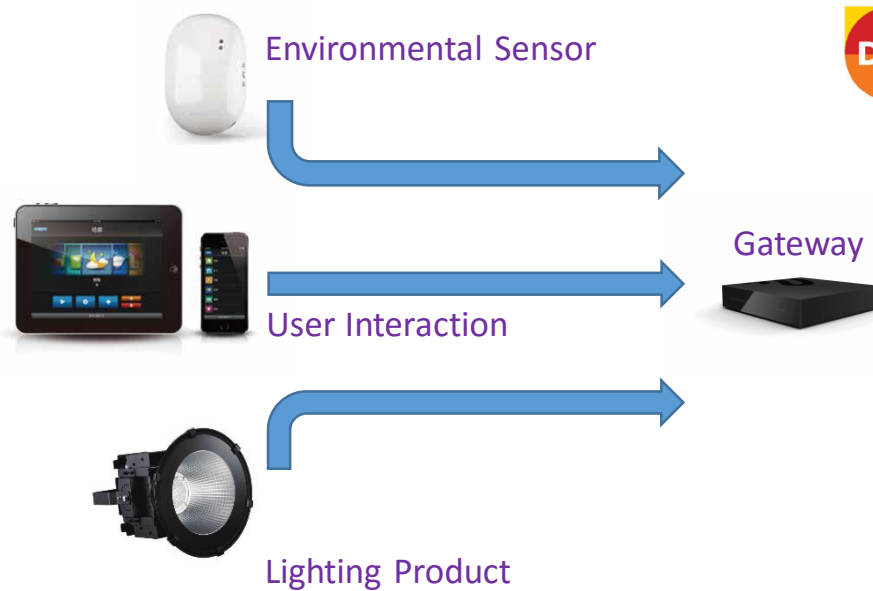 Environmental Sensor
D
Gateway
User Interaction
Lighting Product